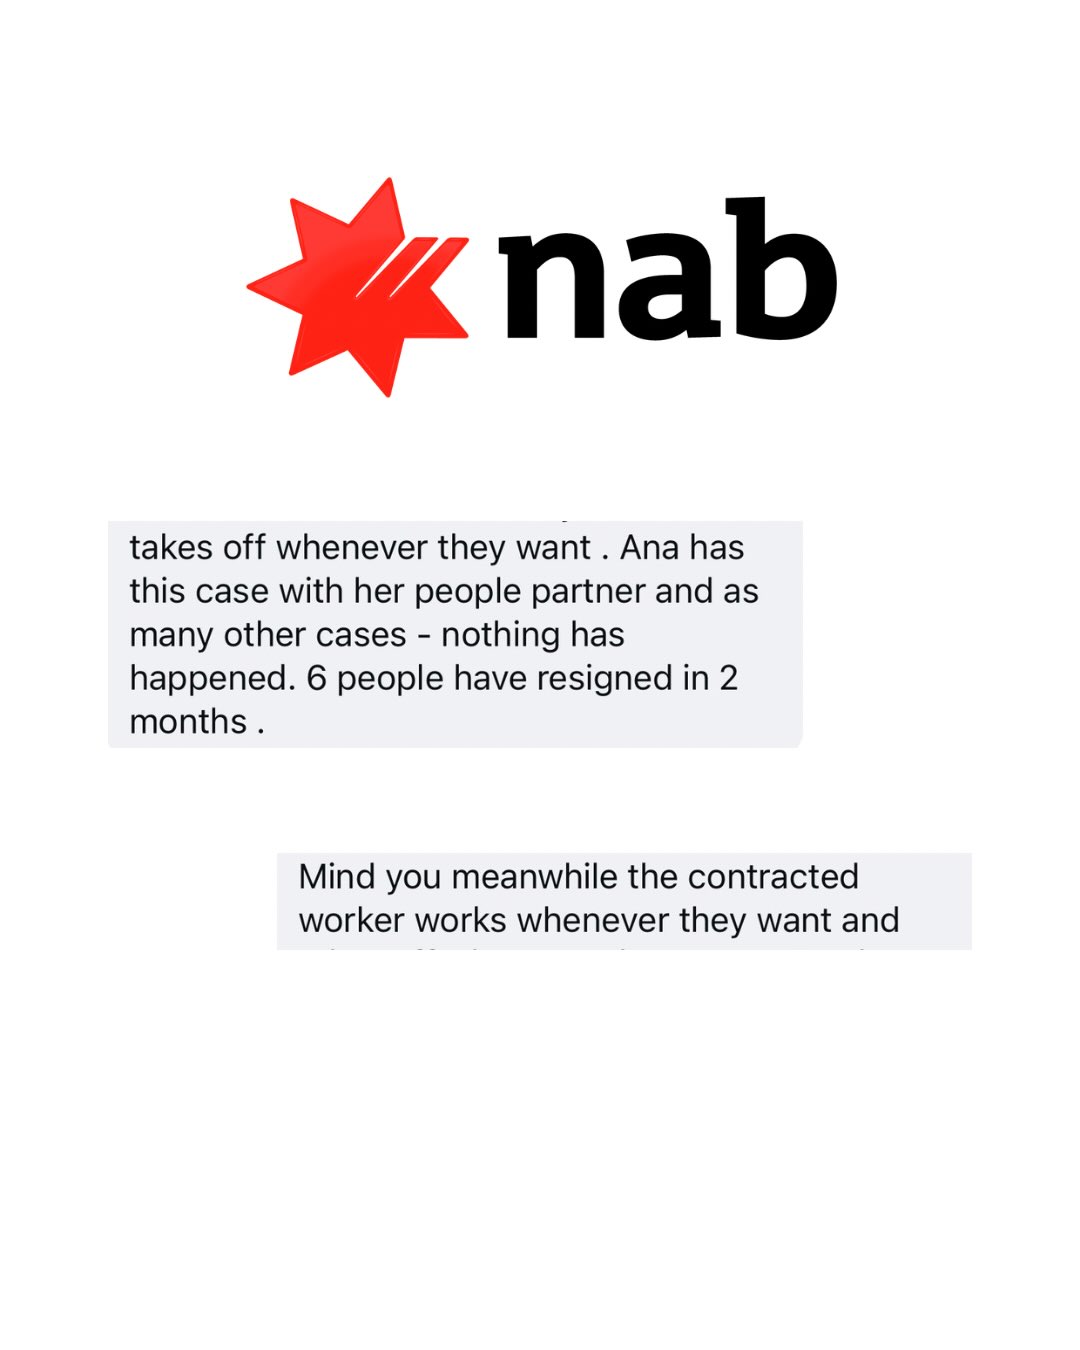 nab
takes off whenever they want . Ana has
this case with her people partner and as
many other cases - nothing has
happened. 6 people have resigned in 2
months .
Mind you meanwhile the contracted
worker works whenever they want and